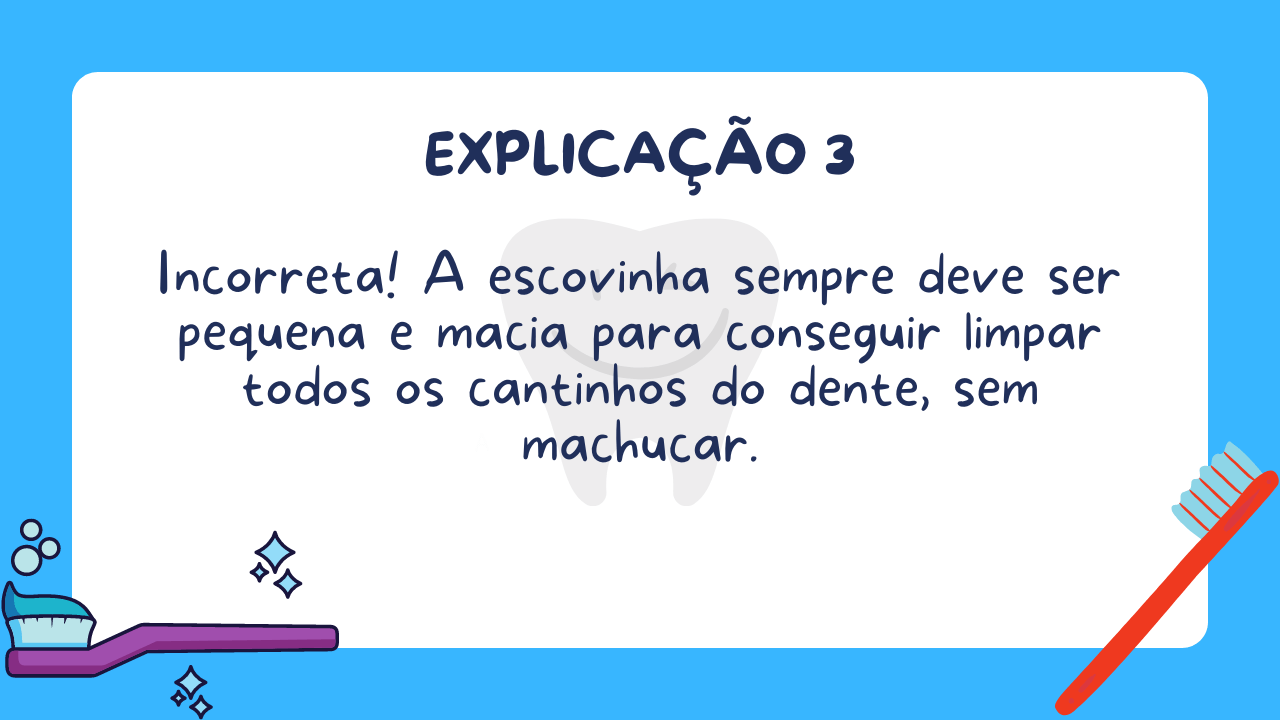 EXPLICAÇÃO 3
Incorreta! A escovinha sempre deve ser
pequena e macia para conseguir limpar
todos os cantinhos do dente, sem
machucar.